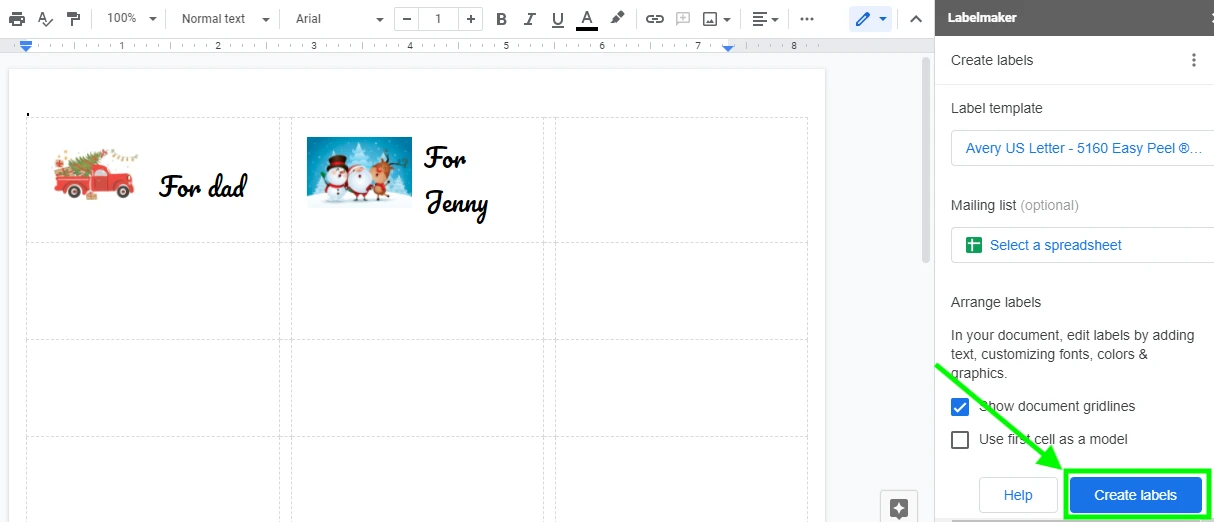 100% Normal text Arial − 1 + B I U A
1 2 3 4 5 6 7 8
For dad
For
Jenny
Labelmaker
Create labels
Label template
Avery US Letter - 5160 Easy Peel ®...
Mailing list (optional)
Select a spreadsheet
Arrange labels
In your document, edit labels by adding
text, customizing fonts, colors &
graphics.
Show document gridlines
Use first cell as a model
Help Create labels